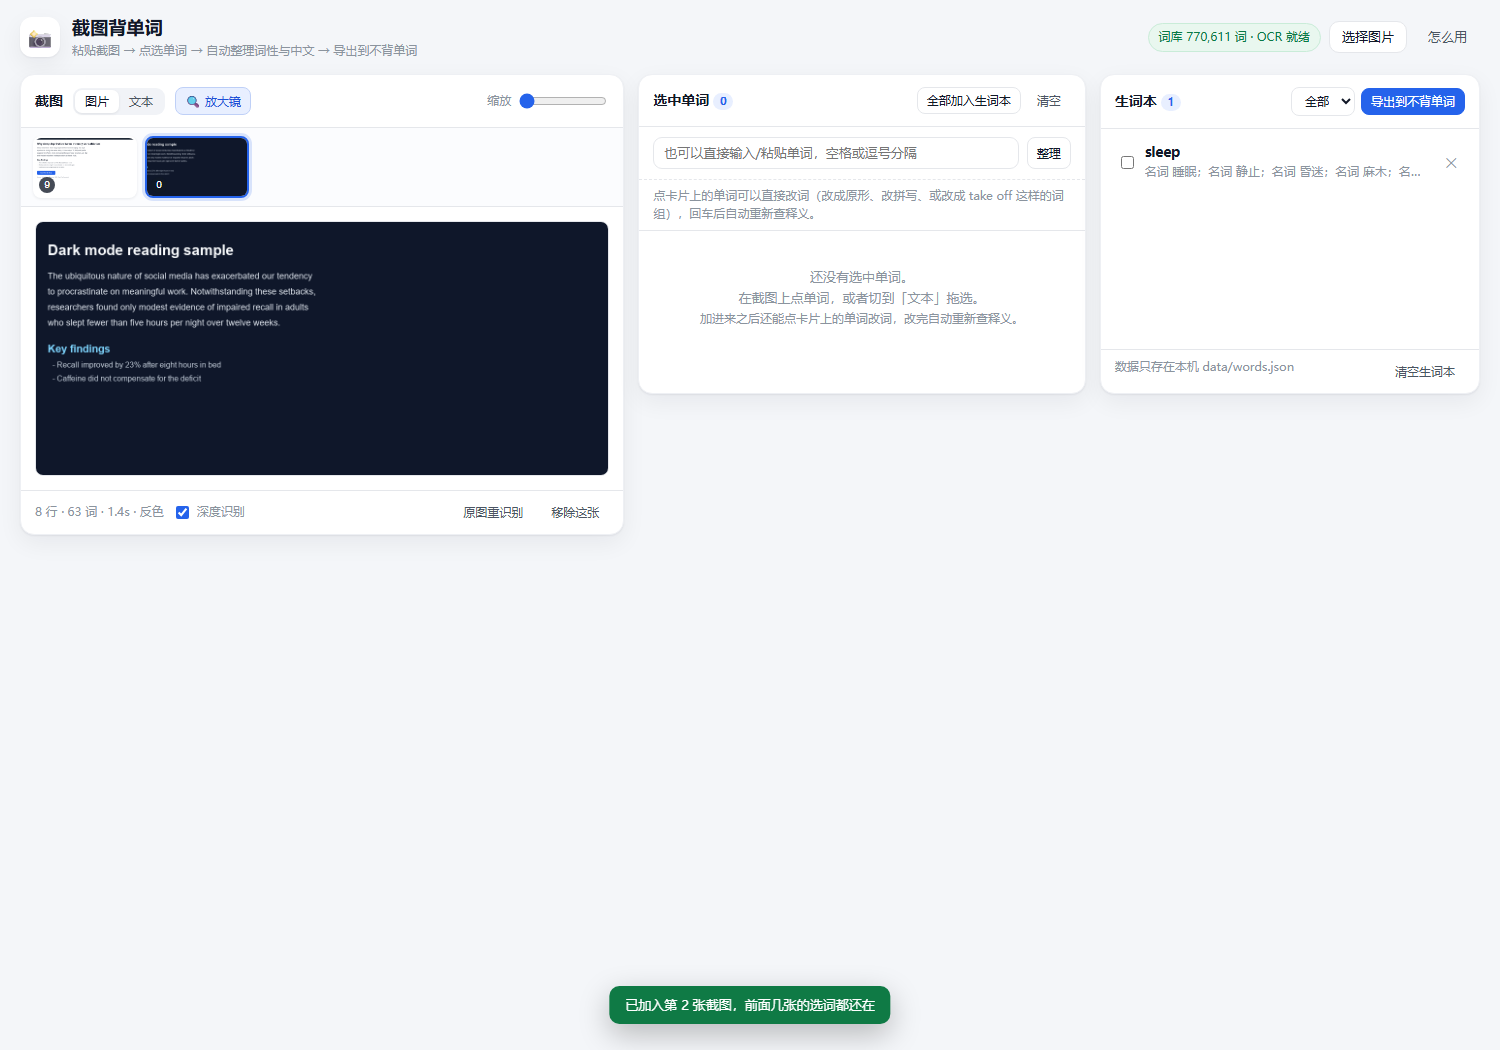 截图背单词
粘贴截图 → 点选单词 → 自动整理词性与中文 → 导出到不背单词
词库 770,611 词 · OCR 就绪
选择图片
怎么用
截图
图片
文本
放大镜
缩放
9
0
Dark mode reading sample
The ubiquitous nature of social media has exacerbated our tendency
to procrastinate on meaningful work. Notwithstanding these setbacks,
researchers found only modest evidence of impaired recall in adults
who slept fewer than five hours per night over twelve weeks.
Key findings
- Recall improved by 23% after eight hours in bed
- Caffeine did not compensate for the deficit
8 行 · 63 词 · 1.4s · 反色
深度识别
原图重识别
移除这张
选中单词 0
全部加入生词本
清空
也可以直接输入/粘贴单词，空格或逗号分隔
整理
点卡片上的单词可以直接改词（改成原形、改拼写、或改成 take off 这样的词
组），回车后自动重新查释义。
还没有选中单词。
在截图上点单词，或者切到「文本」拖选。
加进来之后还能点卡片上的单词改词，改完自动重新查释义。
生词本 1
全部
导出到不背单词
sleep
名词 睡眠；名词 静止；名词 昏迷；名词 麻木；名...
数据只存在本机 data/words.json
清空生词本
已加入第 2 张截图，前面几张的选词都还在